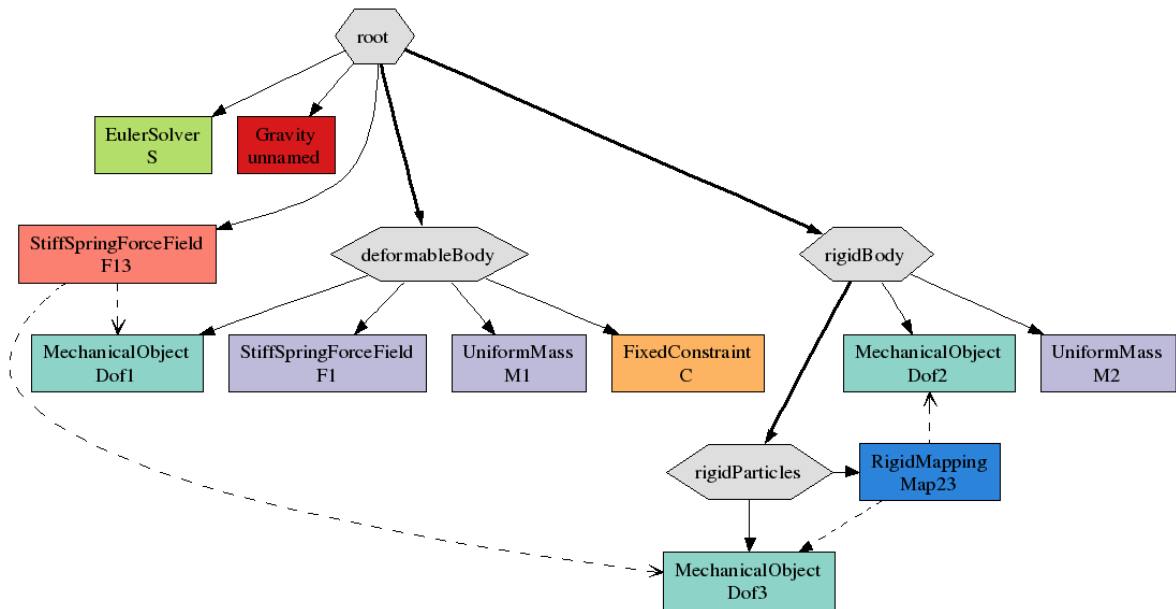 root
EulerSolver
S
Gravity
unnamed
StiffSpringForceField
F13
deformableBody
rigidBody
MechanicalObject
Dof1
StiffSpringForceField
F1
UniformMass
M1
FixedConstraint
C
MechanicalObject
Dof2
UniformMass
M2
rigidParticles
RigidMapping
Map23
MechanicalObject
Dof3